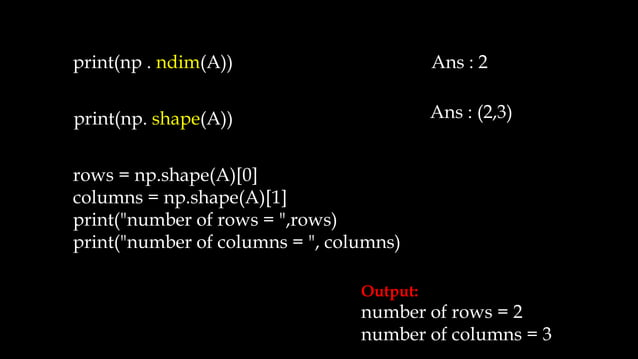 print(np . ndim(A))    Ans : 2
print(np. shape(A))    Ans : (2,3)
rows = np.shape(A)[0]
columns = np.shape(A)[1]
print("number of rows = ",rows)
print("number of columns = ", columns)
Output:
number of rows = 2
number of columns = 3